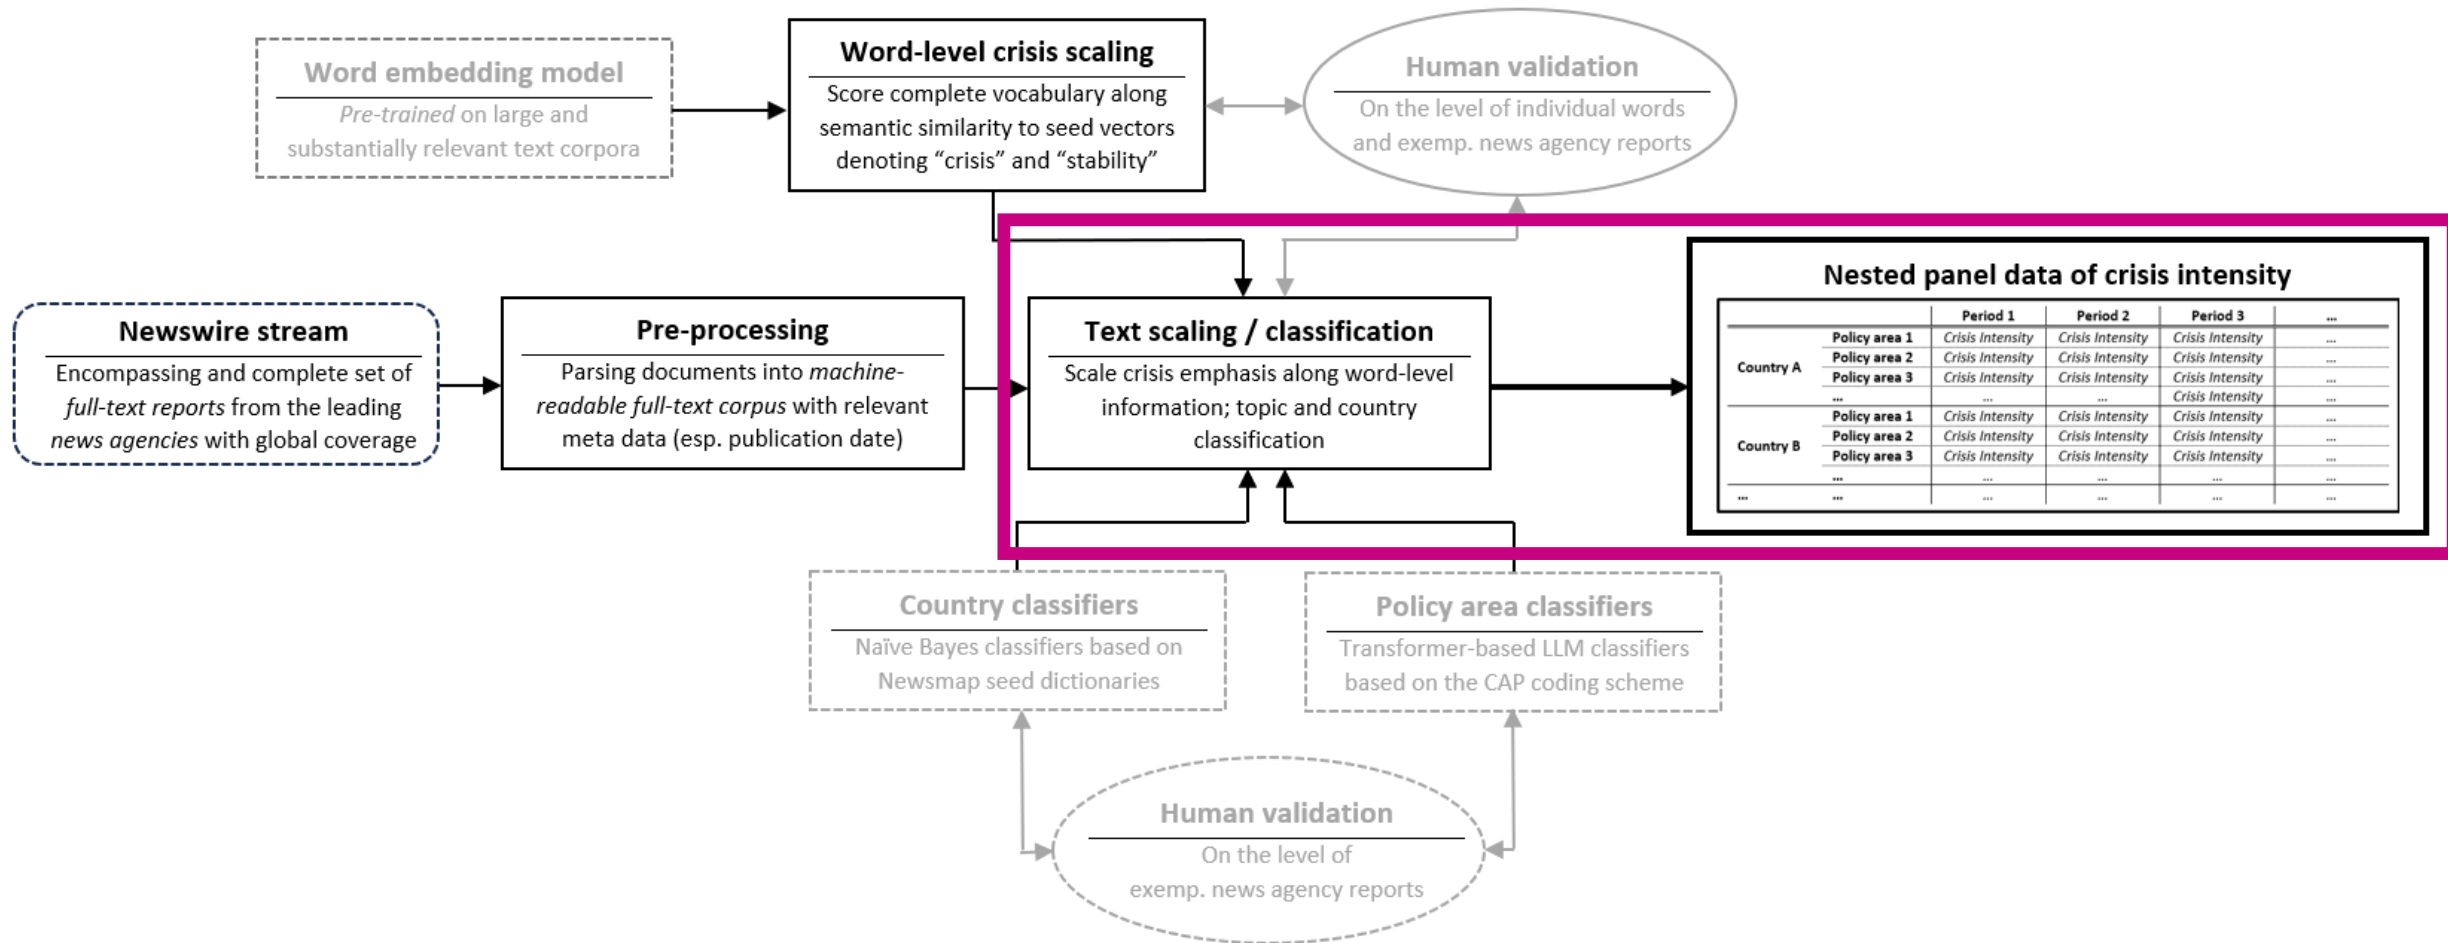 Word embedding model
Pre-trained on large and
substantially relevant text corpora
Word-level crisis scaling
Score complete vocabulary along
semantic similarity to seed vectors
denoting “crisis” and “stability”
Human validation
On the level of individual words
and exemp. news agency reports
Newswire stream
Encompassing and complete set of
full-text reports from the leading
news agencies with global coverage
Pre-processing
Parsing documents into machine-
readable full-text corpus with relevant
meta data (esp. publication date)
Text scaling / classification
Scale crisis emphasis along word-level
information; topic and country
classification
Nested panel data of crisis intensity
Period 1 Period 2 Period 3 ...
Country A
Policy area 1 Crisis Intensity Crisis Intensity Crisis Intensity ...
Policy area 2 Crisis Intensity Crisis Intensity Crisis Intensity ...
Policy area 3 Crisis Intensity Crisis Intensity Crisis Intensity ...
... ... ... Crisis Intensity ...
Country B
Policy area 1 Crisis Intensity Crisis Intensity Crisis Intensity ...
Policy area 2 Crisis Intensity Crisis Intensity Crisis Intensity ...
Policy area 3 Crisis Intensity Crisis Intensity Crisis Intensity ...
... ... ... ... ...
... ... ... ... ... ...
Country classifiers
Naïve Bayes classifiers based on
Newsmap seed dictionaries
Policy area classifiers
Transformer-based LLM classifiers
based on the CAP coding scheme
Human validation
On the level of
exemp. news agency reports